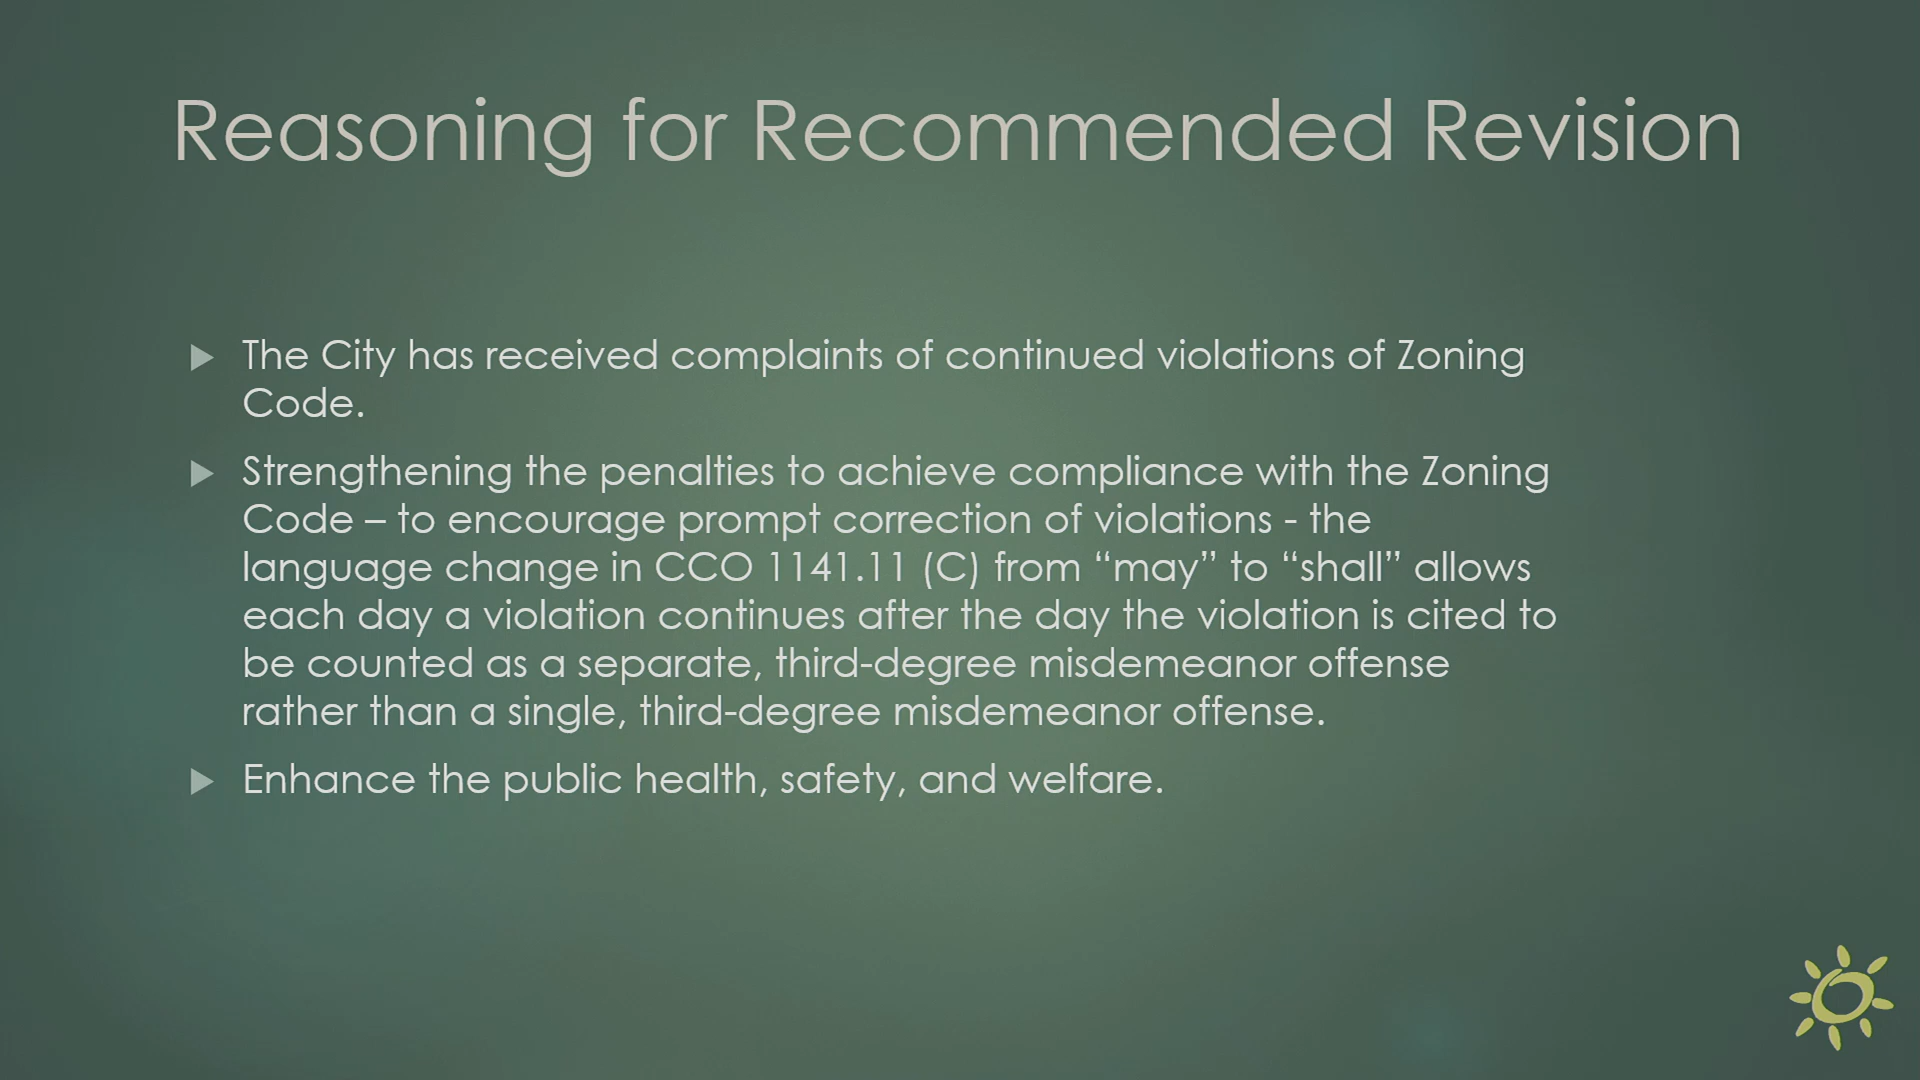 Reasoning for Recommended Revision
The City has received complaints of continued violations of Zoning
Code.
Strengthening the penalties to achieve compliance with the Zoning
Code – to encourage prompt correction of violations - the
language change in CCO 1141.11 (C) from “may” to “shall” allows
each day a violation continues after the day the violation is cited to
be counted as a separate, third-degree misdemeanor offense
rather than a single, third-degree misdemeanor offense.
Enhance the public health, safety, and welfare.